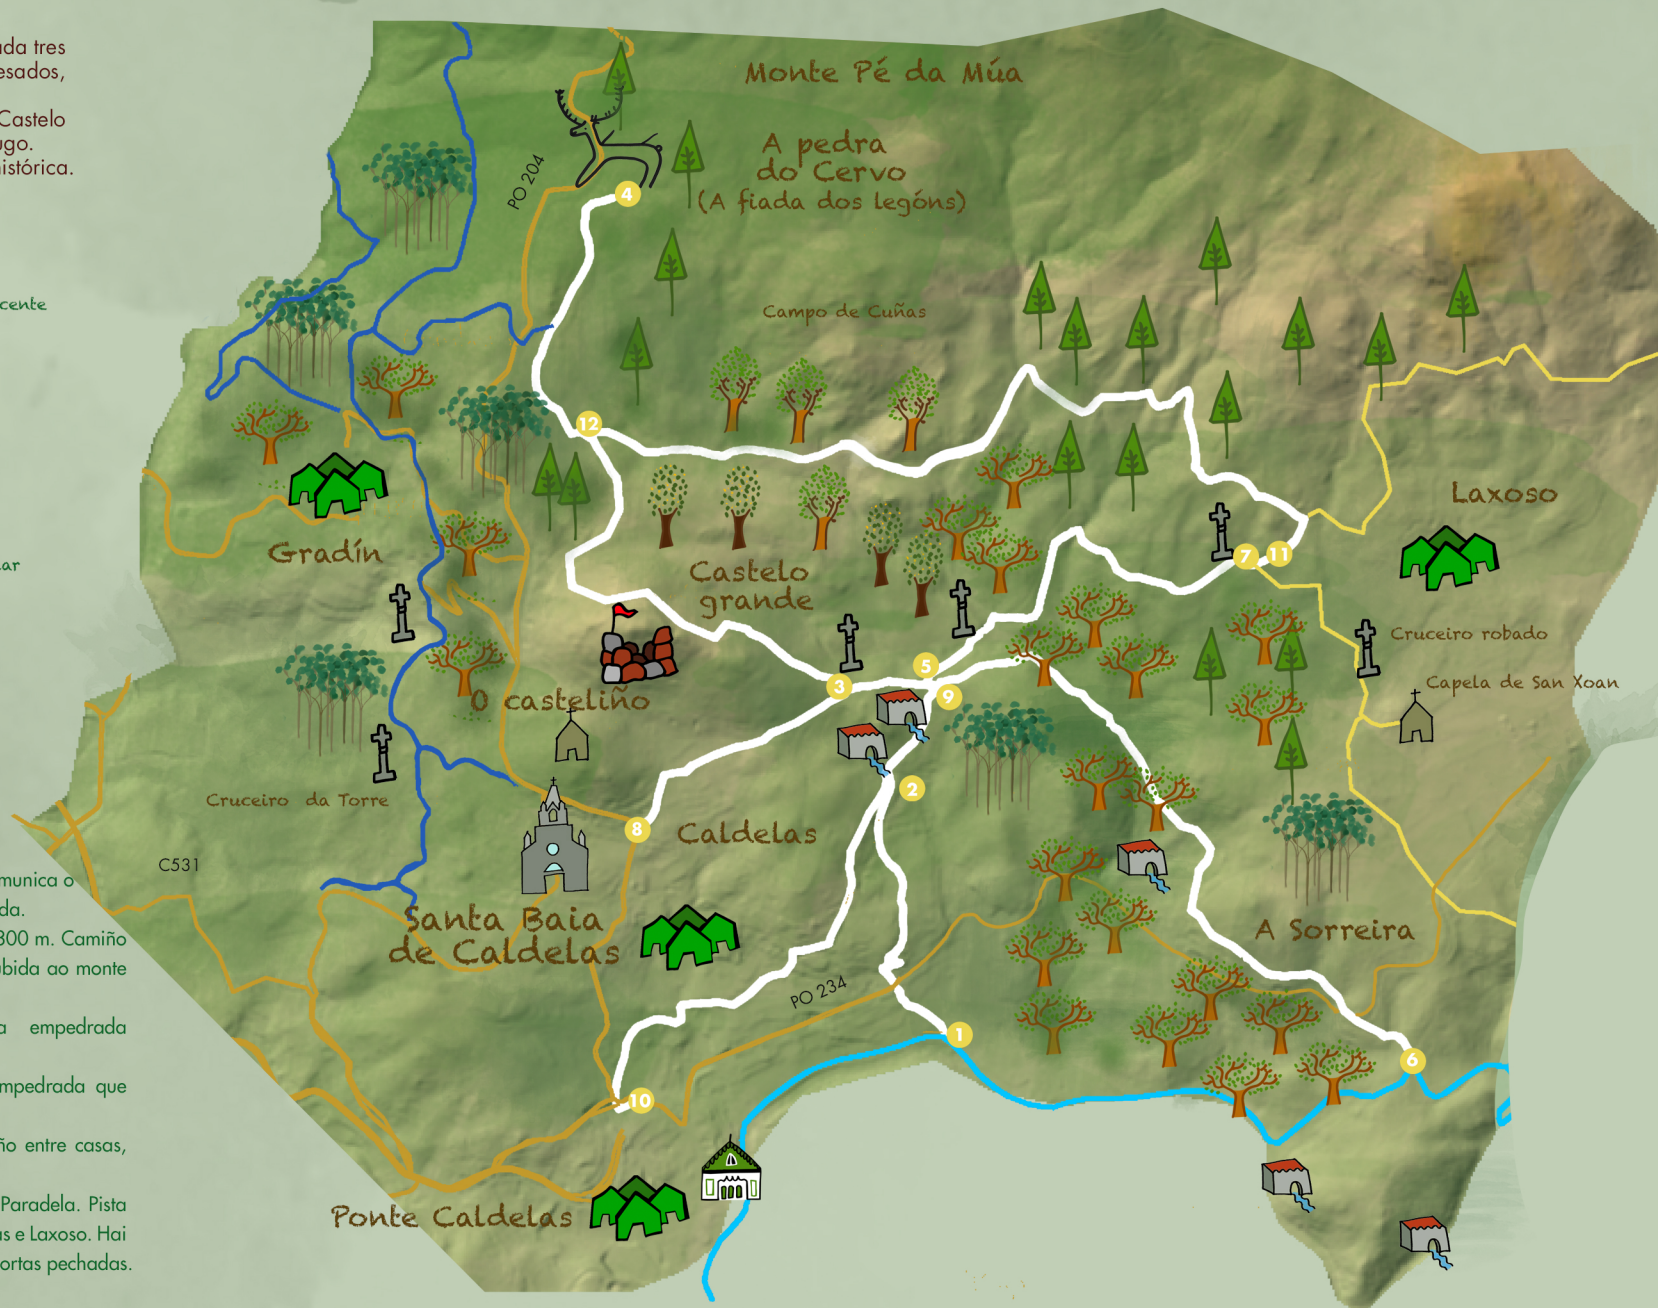 ada tres
esados,
Castelo
ugo.
istórica.
cente
ar
munica o
da.
300 m. Camiño
ubida ao monte
a empedrada
mpedrada que
ño entre casas,
Paradela. Pista
as e Laxoso. Hai
ortas pechadas.
Monte Pé da Múa
A pedra
do Cervo
(A fiada dos legóns)
PO 204
4
Campo de Cuñas
12
Laxoso
Gradín
7
11
Castelo
grande
Cruceiro robado
5
3
9
Capela de San Xoan
O casteliño
2
Cruceiro da Torre
8
Caldelas
C531
Santa Baia
de Caldelas
A Sorreira
PO 234
1
6
10
Ponte Caldelas